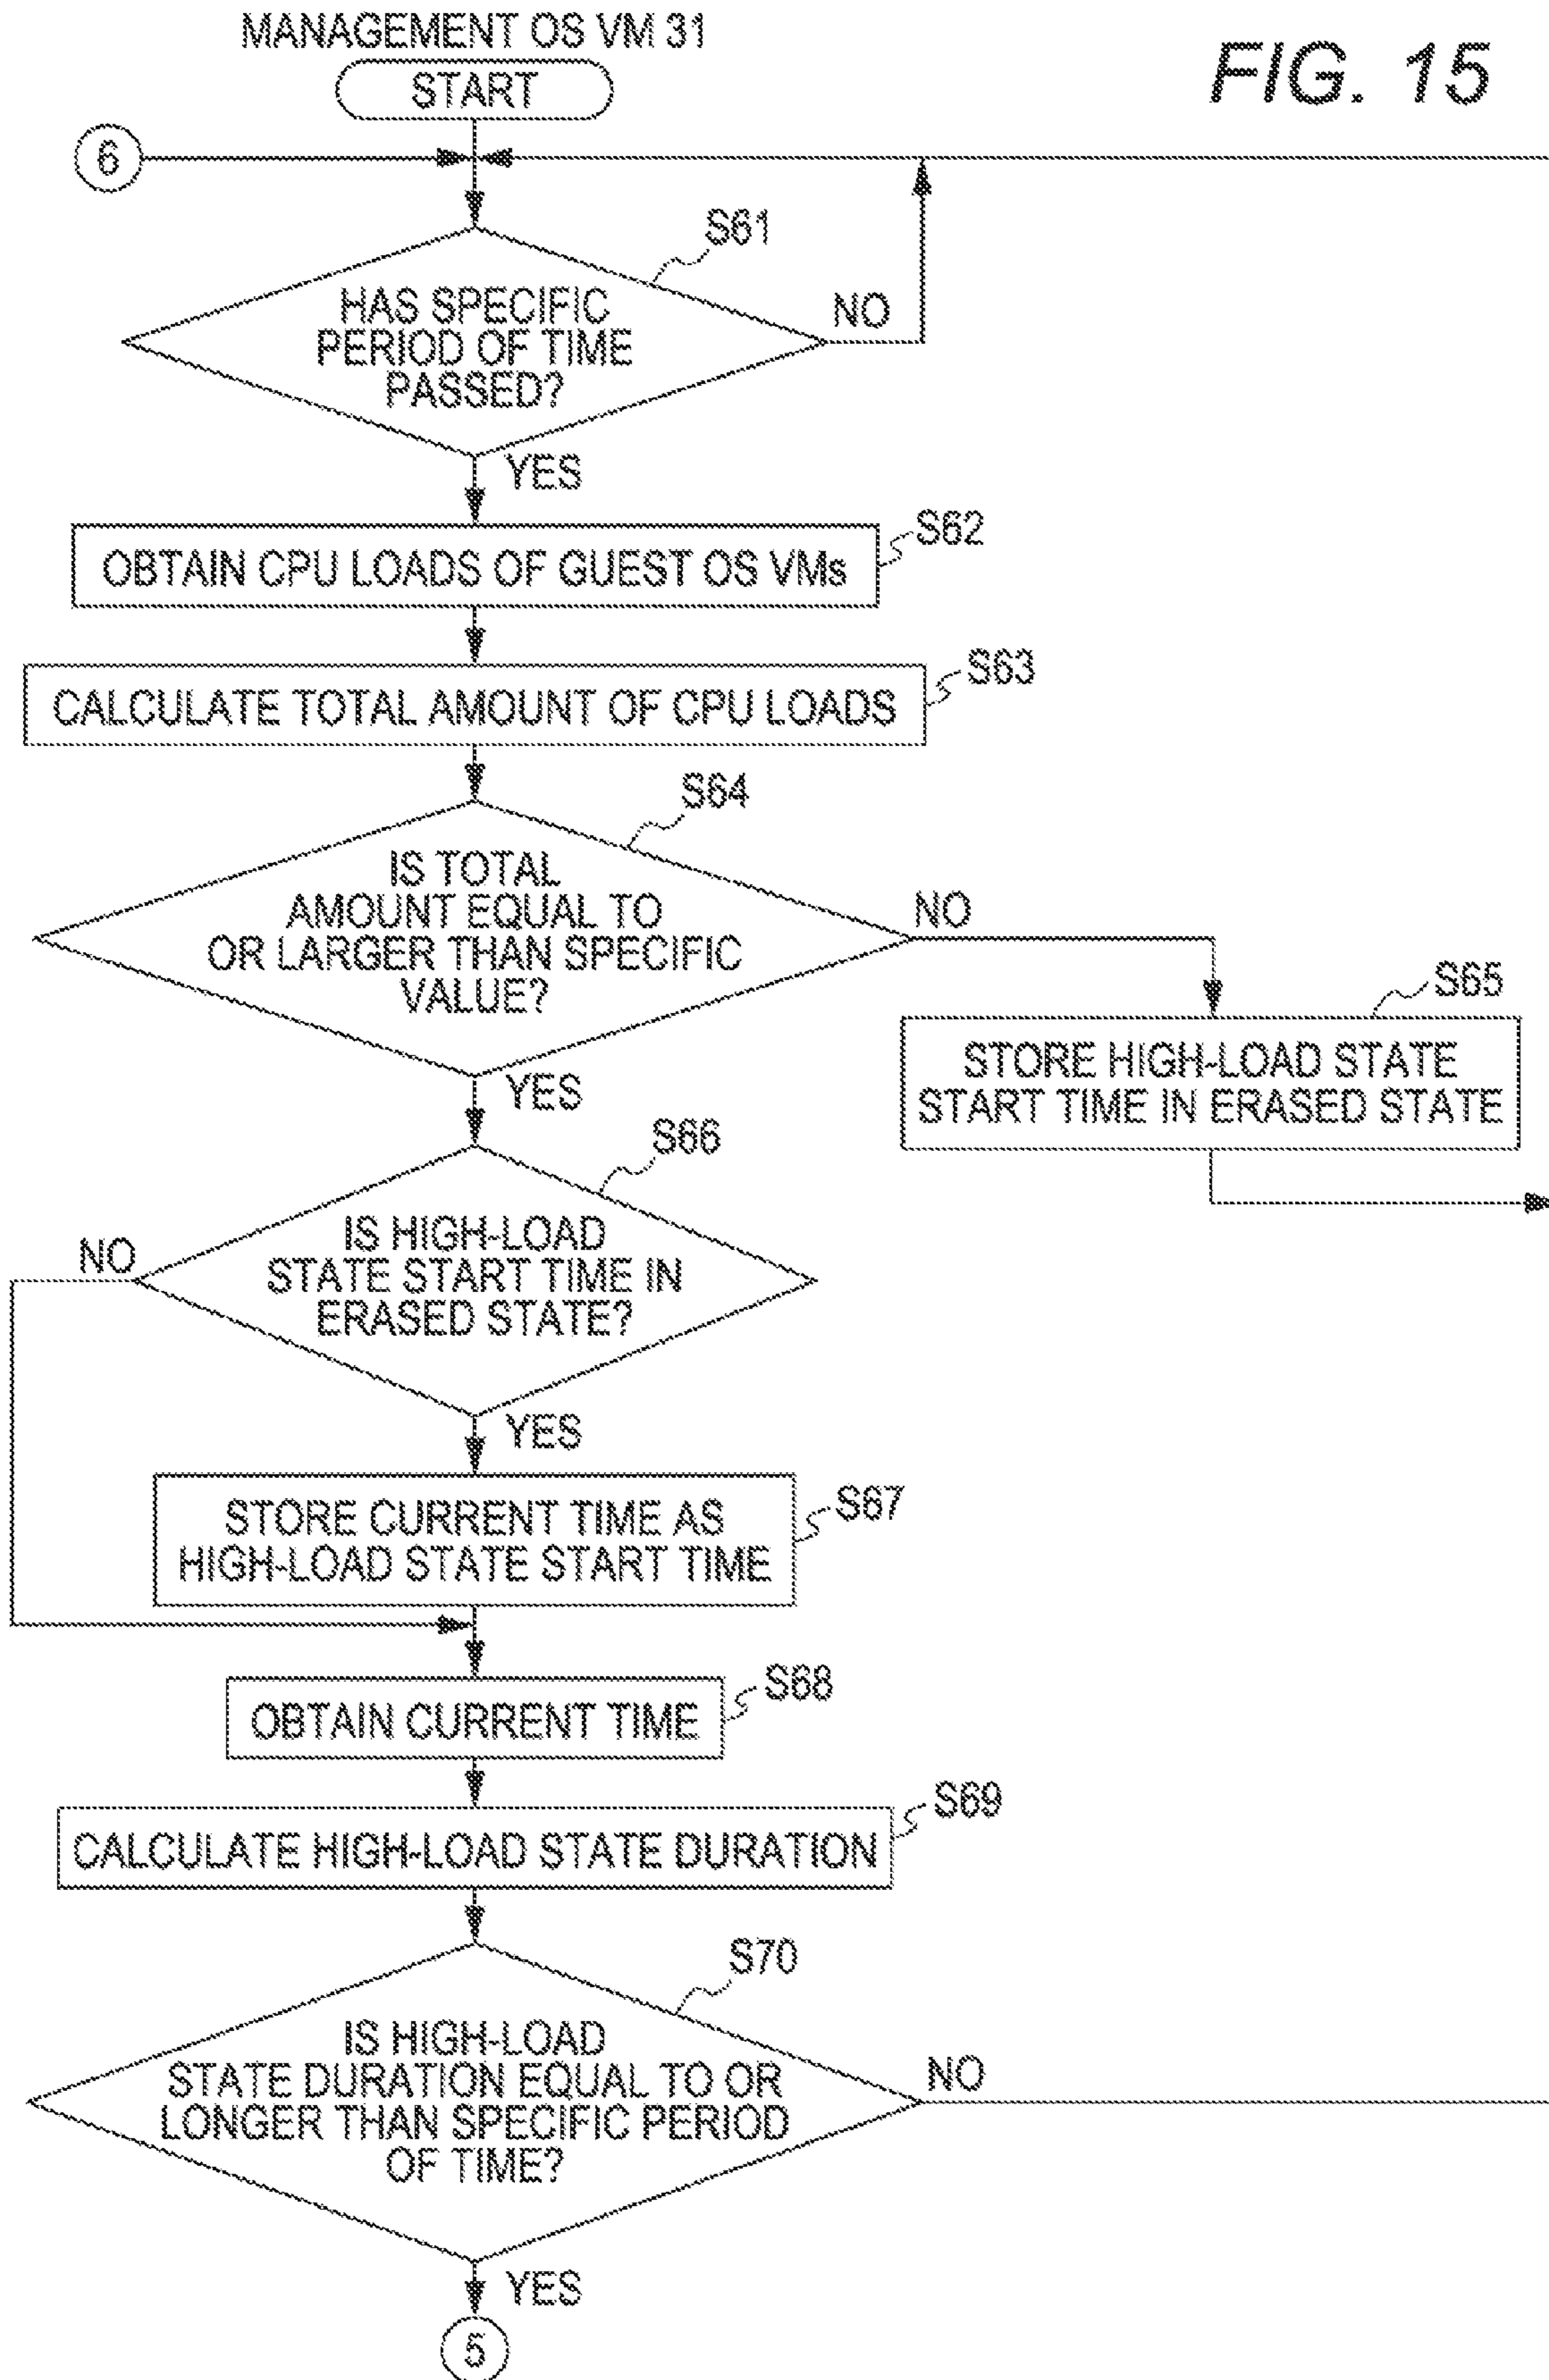 MANAGEMENT OS VM 31
FIG. 15
START
6
S61
HAS SPECIFIC
PERIOD OF TIME
PASSED?
NO
YES
S62
OBTAIN CPU LOADS OF GUEST OS VMs
S63
CALCULATE TOTAL AMOUNT OF CPU LOADS
S64
IS TOTAL
AMOUNT EQUAL TO
OR LARGER THAN SPECIFIC
VALUE?
NO
YES
S65
STORE HIGH-LOAD STATE
START TIME IN ERASED STATE
S66
IS HIGH-LOAD
STATE START TIME IN
ERASED STATE?
NO
YES
S67
STORE CURRENT TIME AS
HIGH-LOAD STATE START TIME
S68
OBTAIN CURRENT TIME
S69
CALCULATE HIGH-LOAD STATE DURATION
S70
IS HIGH-LOAD
STATE DURATION EQUAL TO OR
LONGER THAN SPECIFIC PERIOD
OF TIME?
NO
YES
5